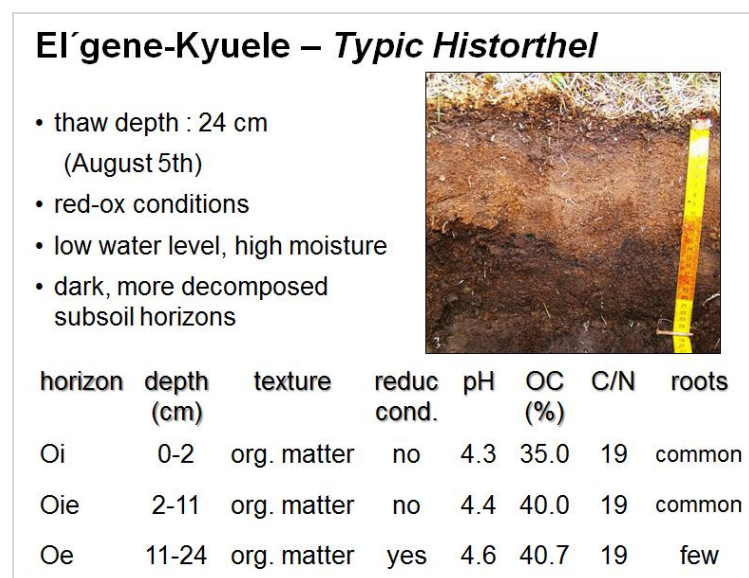 El´gene-Kyuele – Typic Historthel
• thaw depth : 24 cm
(August 5th)
• red-ox conditions
• low water level, high moisture
• dark, more decomposed
subsoil horizons
horizon depth texture reduc pH OC C/N roots
(cm) cond. (%)
Oi 0-2 org. matter no 4.3 35.0 19 common
Oie 2-11 org. matter no 4.4 40.0 19 common
Oe 11-24 org. matter yes 4.6 40.7 19 few